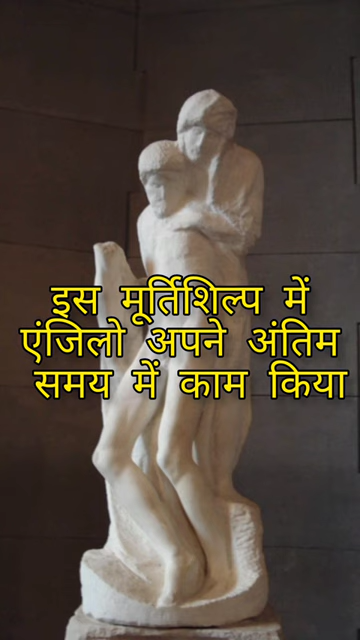 इस मूर्तिशिल्प में
एंजिलो अपने अंतिम
समय में काम किया